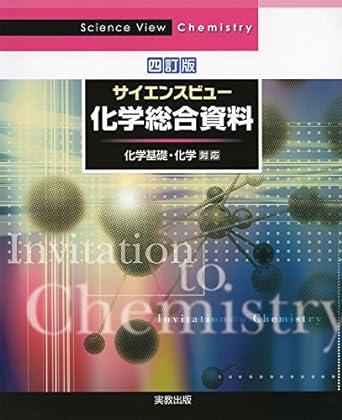 Science View Chemistry
四訂版
サイエンスビュー
化学総合資料
化学基礎・化学 対応
Invitation
to
Chemistry
Invitation to Chemistry
実教出版